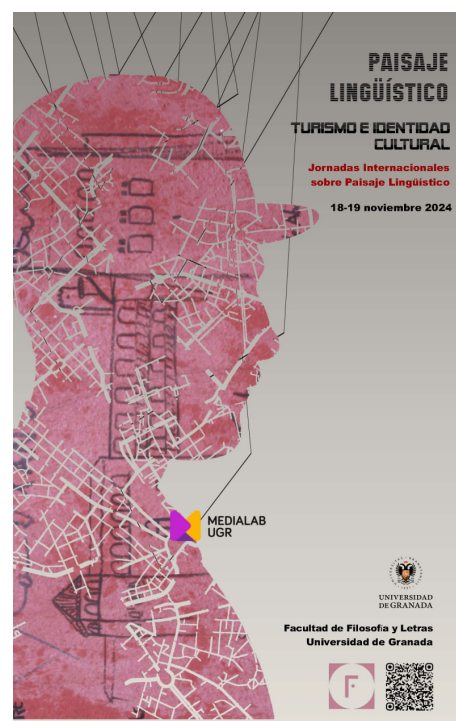 PAISAJE
LINGÜÍSTICO
TURISMO E IDENTIDAD
CULTURAL
Jornadas Internacionales
sobre Paisaje Lingüístico
18-19 noviembre 2024
MEDIALAB
UGR
UNIVERSIDAD
DE GRANADA
Facultad de Filosofía y Letras
Universidad de Granada
F